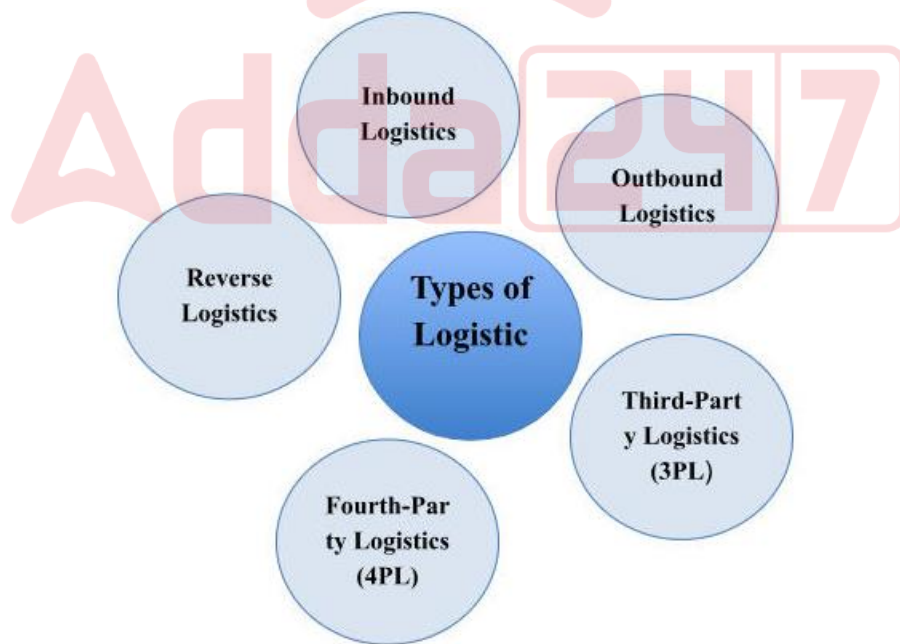 Adda247
Inbound
Logistics
Outbound
Logistics
Reverse
Logistics
Types of
Logistic
Third-Part
y Logistics
(3PL)
Fourth-Par
ty Logistics
(4PL)